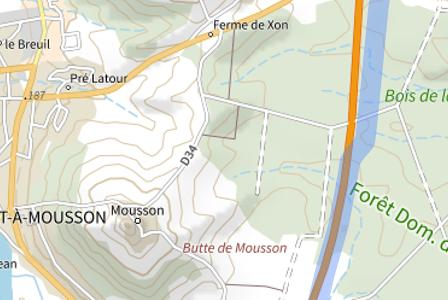 Ferme de Xon
le Breuil
Pré Latour
187
Bois de
D34
T-À-MOUSSON
Mousson
Forêt Dom.
Butte de Mousson
ean